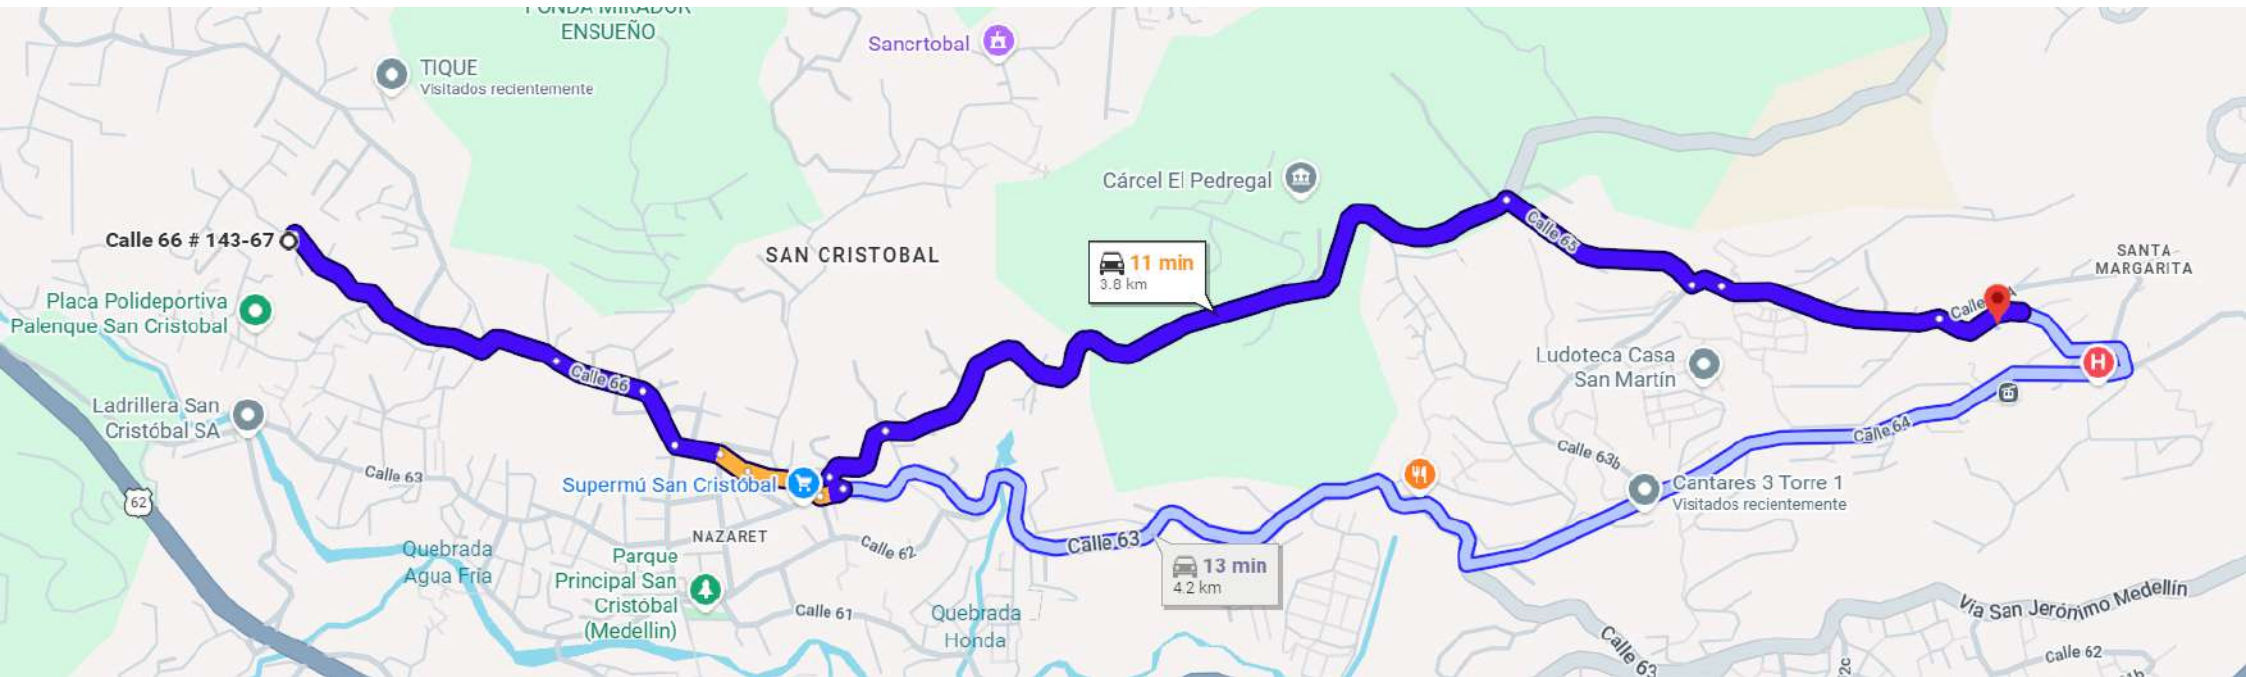 FONDA MIRADOR
ENSUEÑO
Sancrtobal
TIQUE
Visitados recientemente
Cárcel El Pedregal
Calle 66 # 143-67
SAN CRISTOBAL
Calle 65
SANTA
MARGARITA
11 min
3.8 km
Placa Polideportiva
Palenque San Cristobal
Calle
Ludoteca Casa
San Martín
H
Calle 66
Ladrillera San
Cristóbal SA
Calle 64
Calle 63b
Calle 63
Supermú San Cristóbal
Cantares 3 Torre 1
Visitados recientemente
62
NAZARET
Calle 62
Calle 63
Quebrada
Agua Fría
Parque
Principal San
Cristóbal
(Medellin)
13 min
4.2 km
Calle 61
Quebrada
Honda
Vía San Jerónimo Medellín
Calle 63
Calle 62